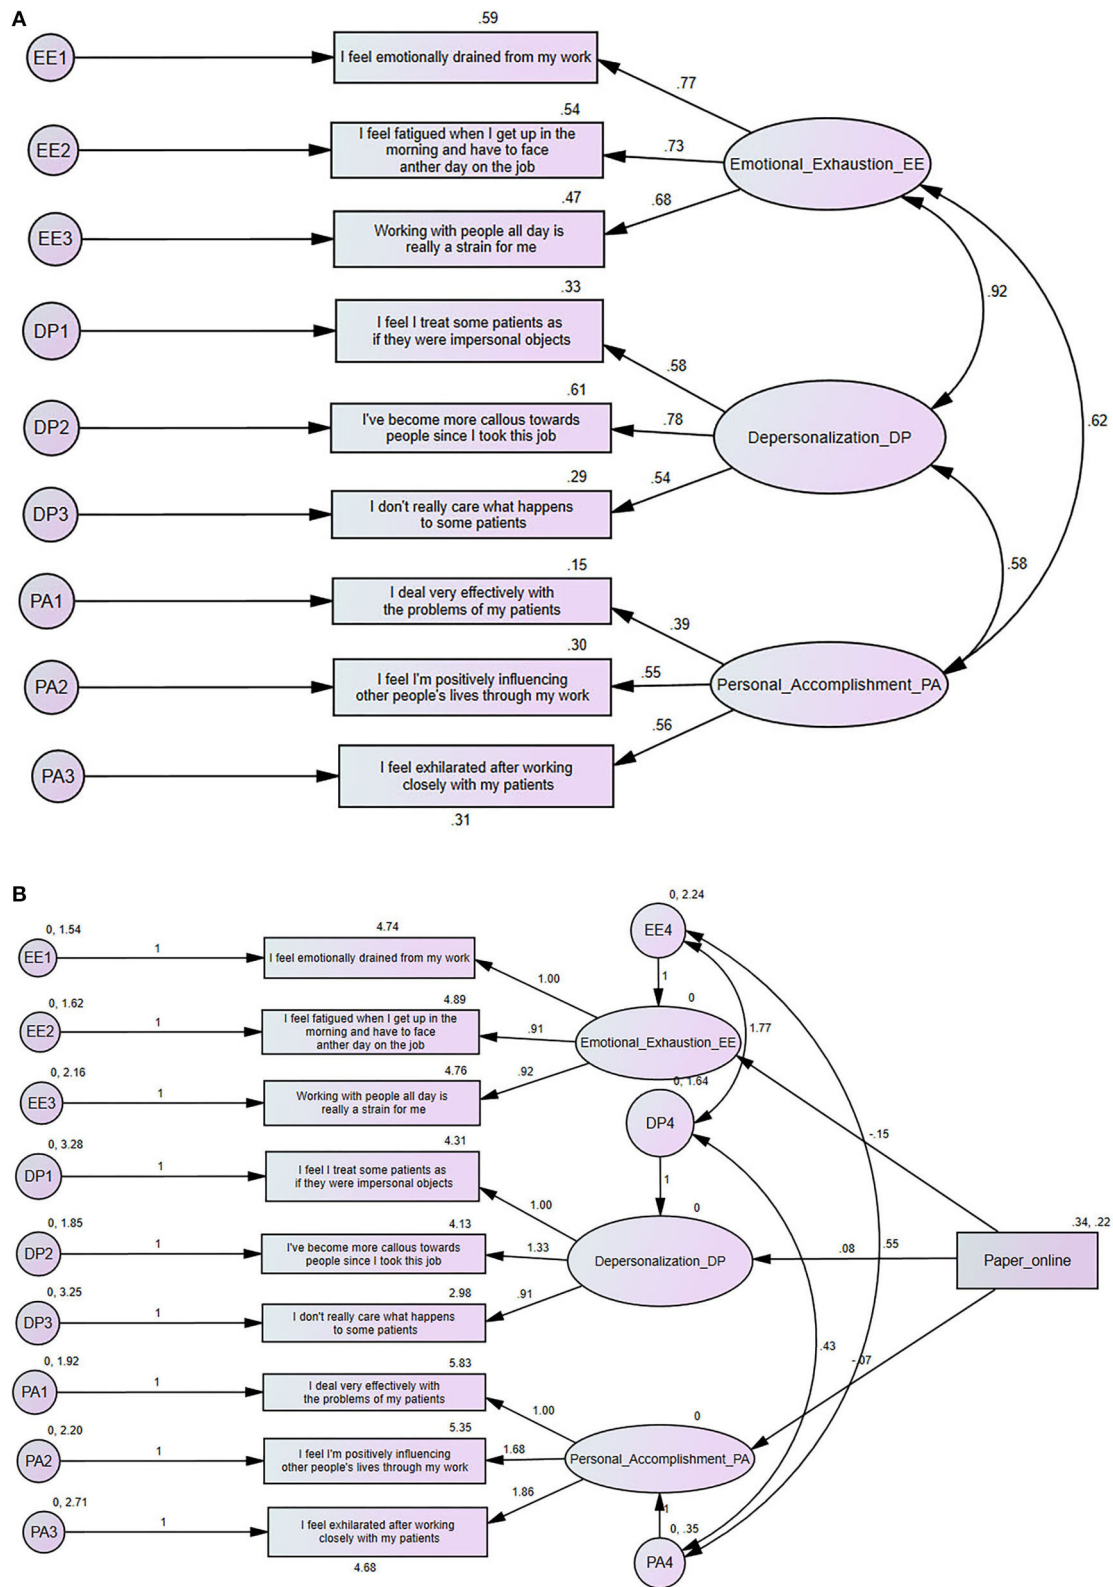 A
.59
EE1
I feel emotionally drained from my work
.77
.54
EE2
I feel fatigued when I get up in the
morning and have to face
anther day on the job
.73
Emotional_Exhaustion_EE
.47
.68
EE3
Working with people all day is
really a strain for me
.92
.33
DP1
I feel I treat some patients as
if they were impersonal objects
.58
.61
DP2
I've become more callous towards
people since I took this job
.78
Depersonalization_DP
.62
.29
.54
DP3
I don't really care what happens
to some patients
.15
.58
PA1
I deal very effectively with
the problems of my patients
.39
.30
PA2
I feel I'm positively influencing
other people's lives through my work
.55
Personal_Accomplishment_PA
.56
PA3
I feel exhilarated after working
closely with my patients
.31
B
0, 2.24
EE4
0, 1.54
4.74
EE1
1
I feel emotionally drained from my work
1.00
1
0
0, 1.62
4.89
EE2
1
I feel fatigued when I get up in the
morning and have to face
anther day on the job
.91
Emotional_Exhaustion_EE
1.77
0, 2.16
4.76
.92
0, 1.64
EE3
1
Working with people all day is
really a strain for me
DP4
-.15
0, 3.28
4.31
DP1
1
I feel I treat some patients as
if they were impersonal objects
1
1.00
0
0, 1.85
4.13
.34, .22
DP2
1
I've become more callous towards
people since I took this job
1.33
Depersonalization_DP
.08
.55
Paper_online
0, 3.25
2.98
.91
DP3
1
I don't really care what happens
to some patients
.43
-.07
0, 1.92
5.83
PA1
1
I deal very effectively with
the problems of my patients
1.00
0
0, 2.20
5.35
PA2
1
I feel I'm positively influencing
other people's lives through my work
1.68
Personal_Accomplishment_PA
0, 2.71
1.86
1
PA3
1
I feel exhilarated after working
closely with my patients
0, .35
4.68
PA4